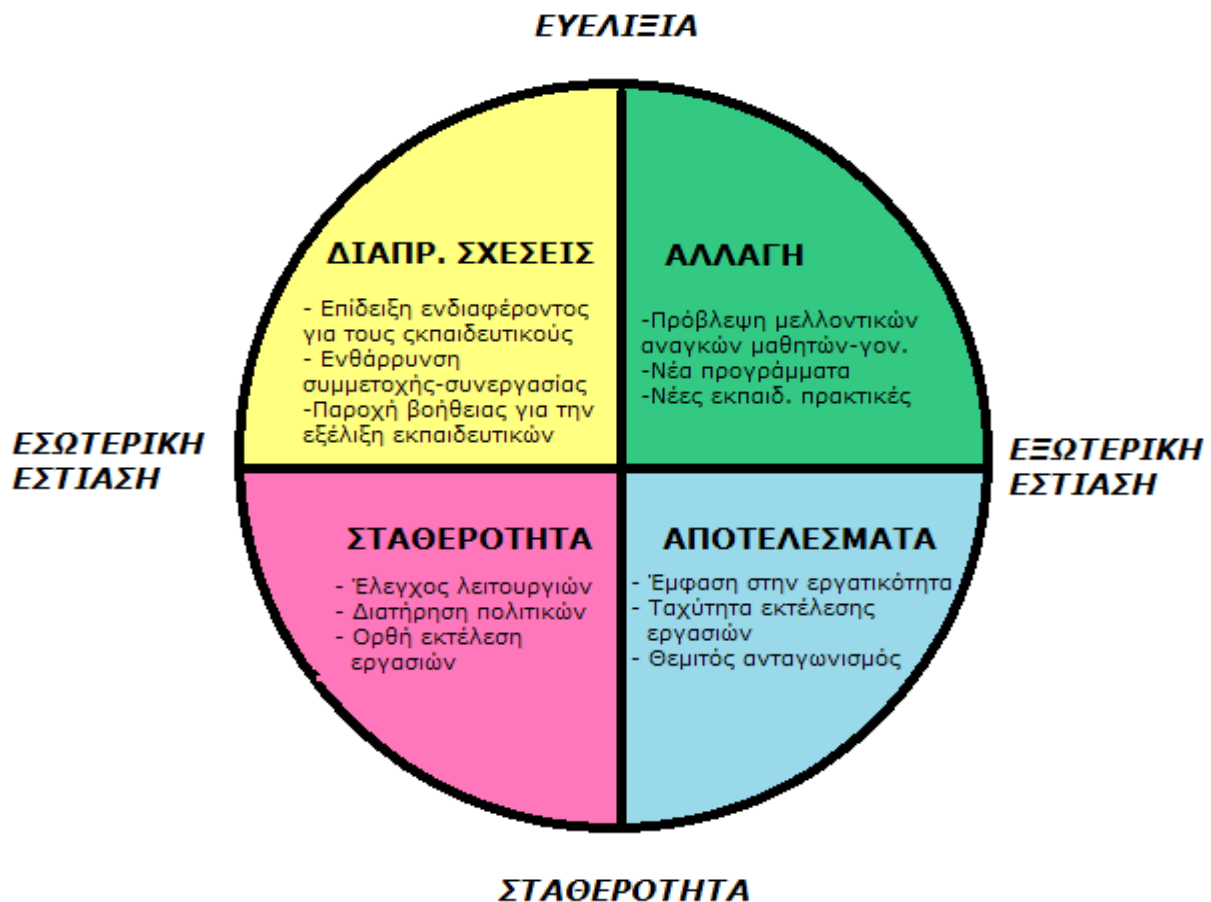 ΕΥΕΛΙΞΙΑ
ΔΙΑΠΡ. ΣΧΕΣΕΙΣ
- Επίδειξη ενδιαφέροντος
για τους ςκπαιδευτικούς
- Ενθάρρυνση
συμμετοχής-συνεργασίας
-Παροχή βοήθειας για την
εξέλιξη εκπαιδευτικών
ΑΛΛΑΓΗ
-Πρόβλεψη μελλοντικών
αναγκών μαθητών-γον.
-Νέα προγράμματα
-Νέες εκπαιδ. πρακτικές
ΕΣΩΤΕΡΙΚΗ
ΕΣΤΙΑΣΗ
ΕΞΩΤΕΡΙΚΗ
ΕΣΤΙΑΣΗ
ΣΤΑΘΕΡΟΤΗΤΑ
- Έλεγχος λειτουργιών
- Διατήρηση πολιτικών
- Ορθή εκτέλεση
εργασιών
ΑΠΟΤΕΛΕΣΜΑΤΑ
- Έμφαση στην εργατικότητα
- Ταχύτητα εκτέλεσης
εργασιών
- Θεμιτός ανταγωνισμός
ΣΤΑΘΕΡΟΤΗΤΑ